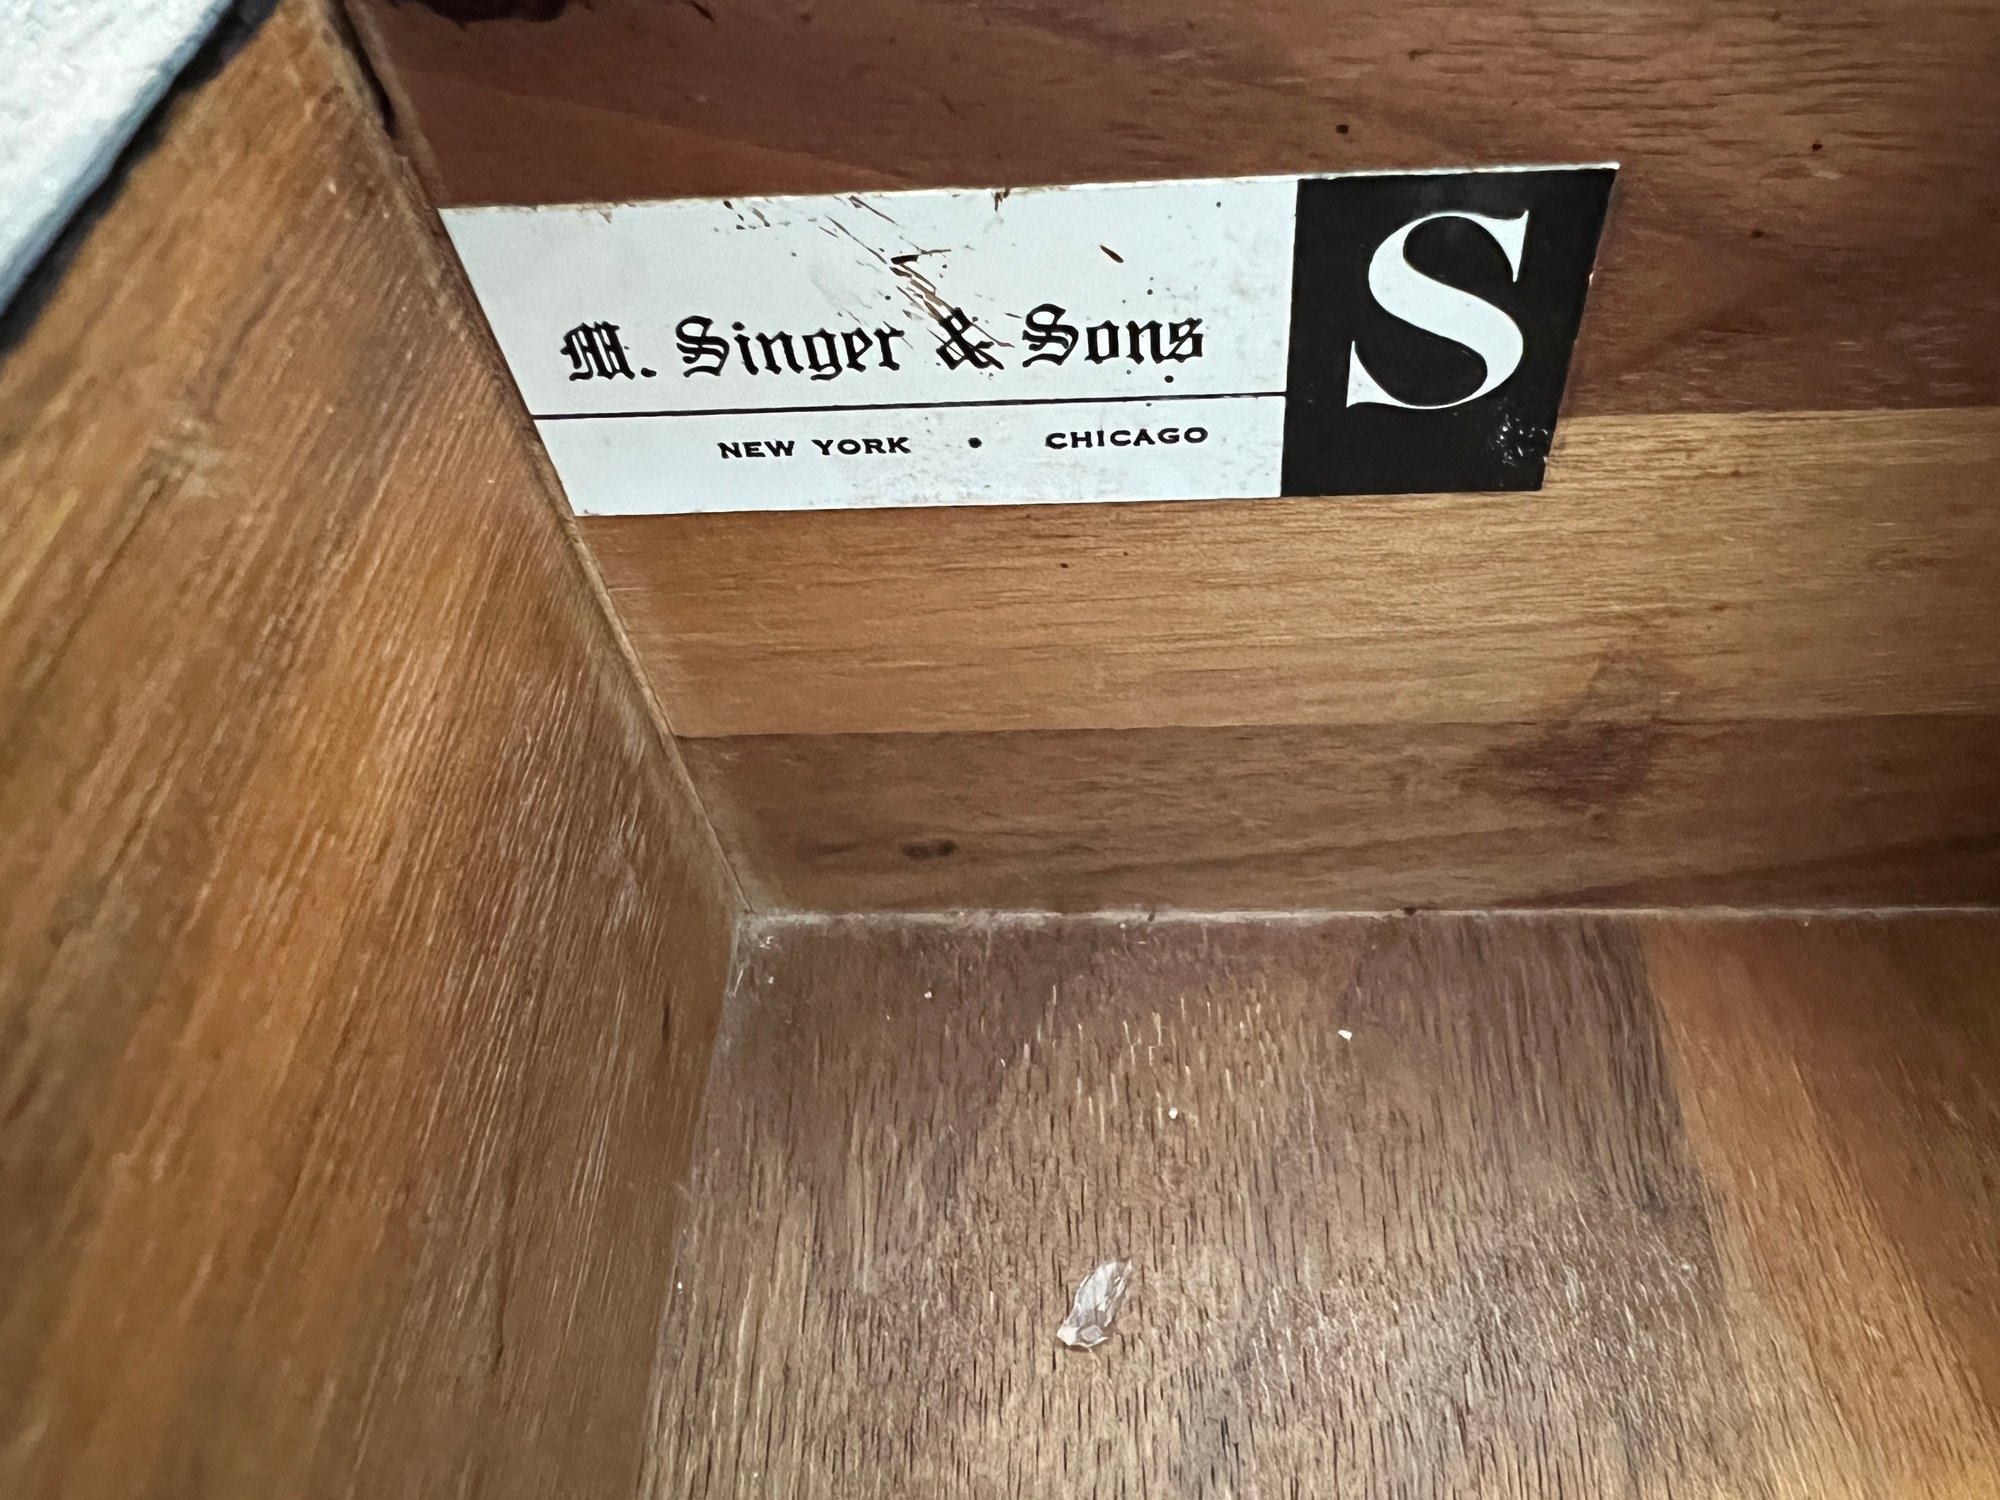 M. Singer & Sons
NEW YORK • CHICAGO
S